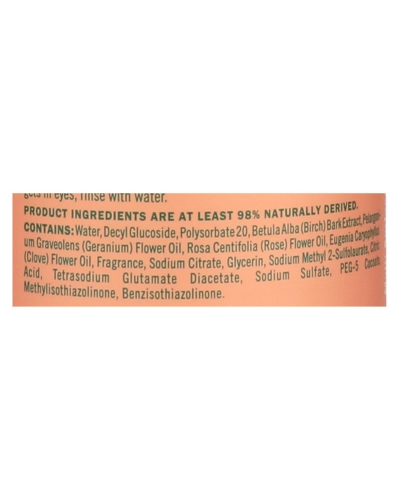 gets in eyes, rinse with water.
PRODUCT INGREDIENTS ARE AT LEAST 98% NATURALLY DERIVED.
CONTAINS: Water, Decyl Glucoside, Polysorbate 20, Betula Alba (Birch) Bark Extract, Pelargoni-
um Graveolens (Geranium) Flower Oil, Rosa Centifolia (Rose) Flower Oil, Eugenia Caryophyllus
(Clove) Flower Oil, Fragrance, Sodium Citrate, Glycerin, Sodium Methyl 2-Sulfolaurate, Citric
Acid, Tetrasodium Glutamate Diacetate, Sodium Sulfate, PEG-5 Cocoate,
Methylisothiazolinone, Benzisothiazolinone.